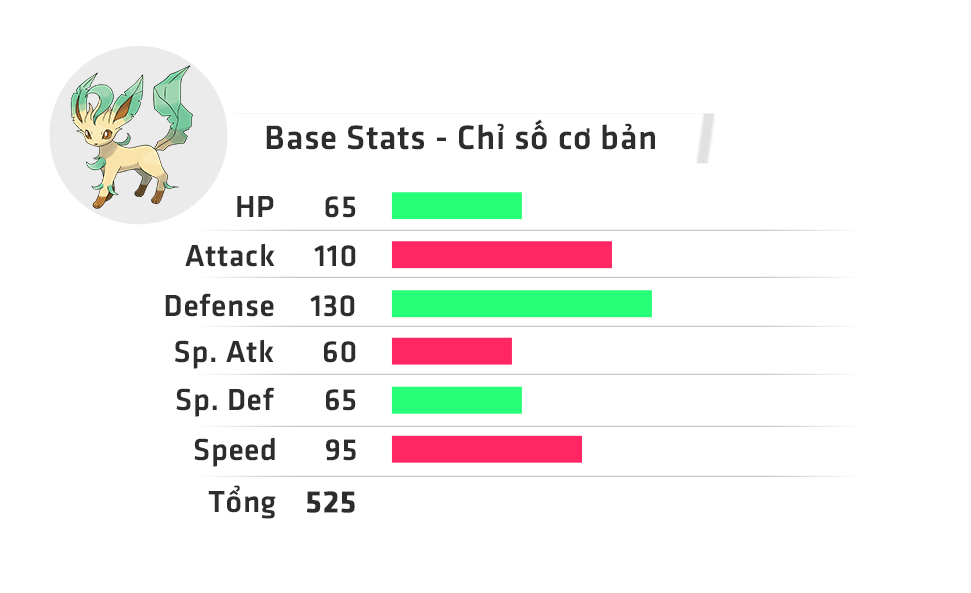 Base Stats - Chỉ số cơ bản
HP 65
Attack 110
Defense 130
Sp. Atk 60
Sp. Def 65
Speed 95
Tổng 525